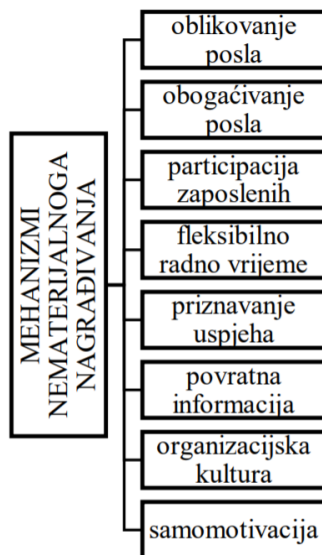 MEHANIZMI
NEMATERIJALNOGA
NAGRAĐIVANJA
oblikovanje
posla
obogaćivanje
posla
participacija
zaposlenih
fleksibilno
radno vrijeme
priznavanje
uspjeha
povratna
informacija
organizacijska
kultura
samomotivacija